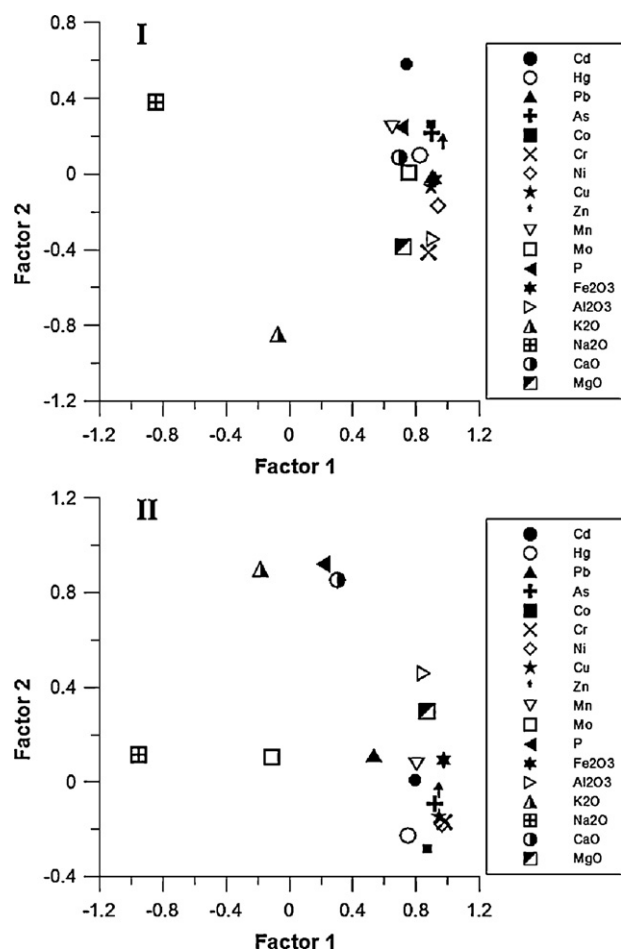 I
0.8
0.4
0
-0.4
-0.8
-1.2
Factor 2
-1.2 -0.8 -0.4 0 0.4 0.8 1.2
Factor 1
Cd
Hg
Pb
As
Co
Cr
Ni
Cu
Zn
Mn
Mo
P
Fe2O3
Al2O3
K2O
Na2O
CaO
MgO
II
1.2
0.8
0.4
0
-0.4
Factor 2
-1.2 -0.8 -0.4 0 0.4 0.8 1.2
Factor 1
Cd
Hg
Pb
As
Co
Cr
Ni
Cu
Zn
Mn
Mo
P
Fe2O3
Al2O3
K2O
Na2O
CaO
MgO